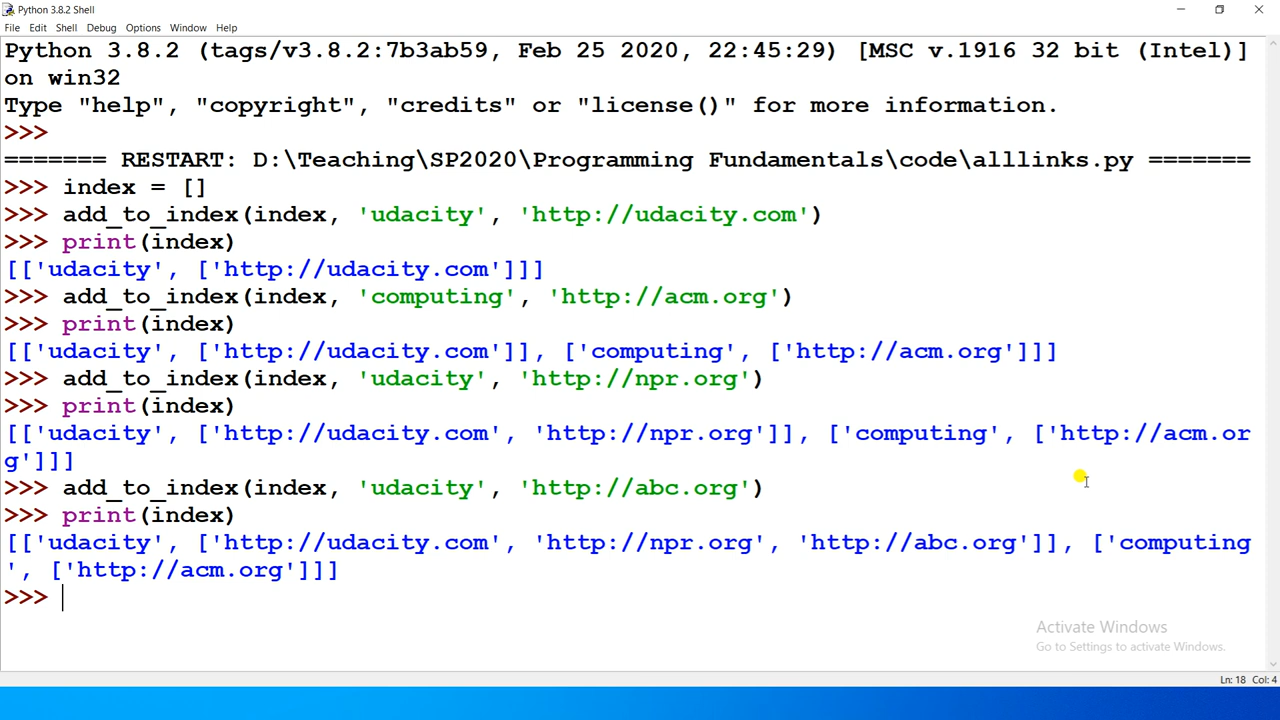 Python 3.8.2 Shell
File Edit Shell Debug Options Window Help
Python 3.8.2 (tags/v3.8.2:7b3ab59, Feb 25 2020, 22:45:29) [MSC v.1916 32 bit (Intel)]
on win32
Type "help", "copyright", "credits" or "license()" for more information.
>>>
======= RESTART: D:\Teaching\SP2020\Programming Fundamentals\code\alllinks.py =======
>>> index = []
>>> add_to_index(index, 'udacity', 'http://udacity.com')
>>> print(index)
[['udacity', ['http://udacity.com']]]
>>> add_to_index(index, 'computing', 'http://acm.org')
>>> print(index)
[['udacity', ['http://udacity.com']], ['computing', ['http://acm.org']]]
>>> add_to_index(index, 'udacity', 'http://npr.org')
>>> print(index)
[['udacity', ['http://udacity.com', 'http://npr.org']], ['computing', ['http://acm.or
g']]]
>>> add_to_index(index, 'udacity', 'http://abc.org')
>>> print(index)
[['udacity', ['http://udacity.com', 'http://npr.org', 'http://abc.org']], ['computing
', ['http://acm.org']]]
>>>
Activate Windows
Go to Settings to activate Windows.
Ln: 18 Col: 4